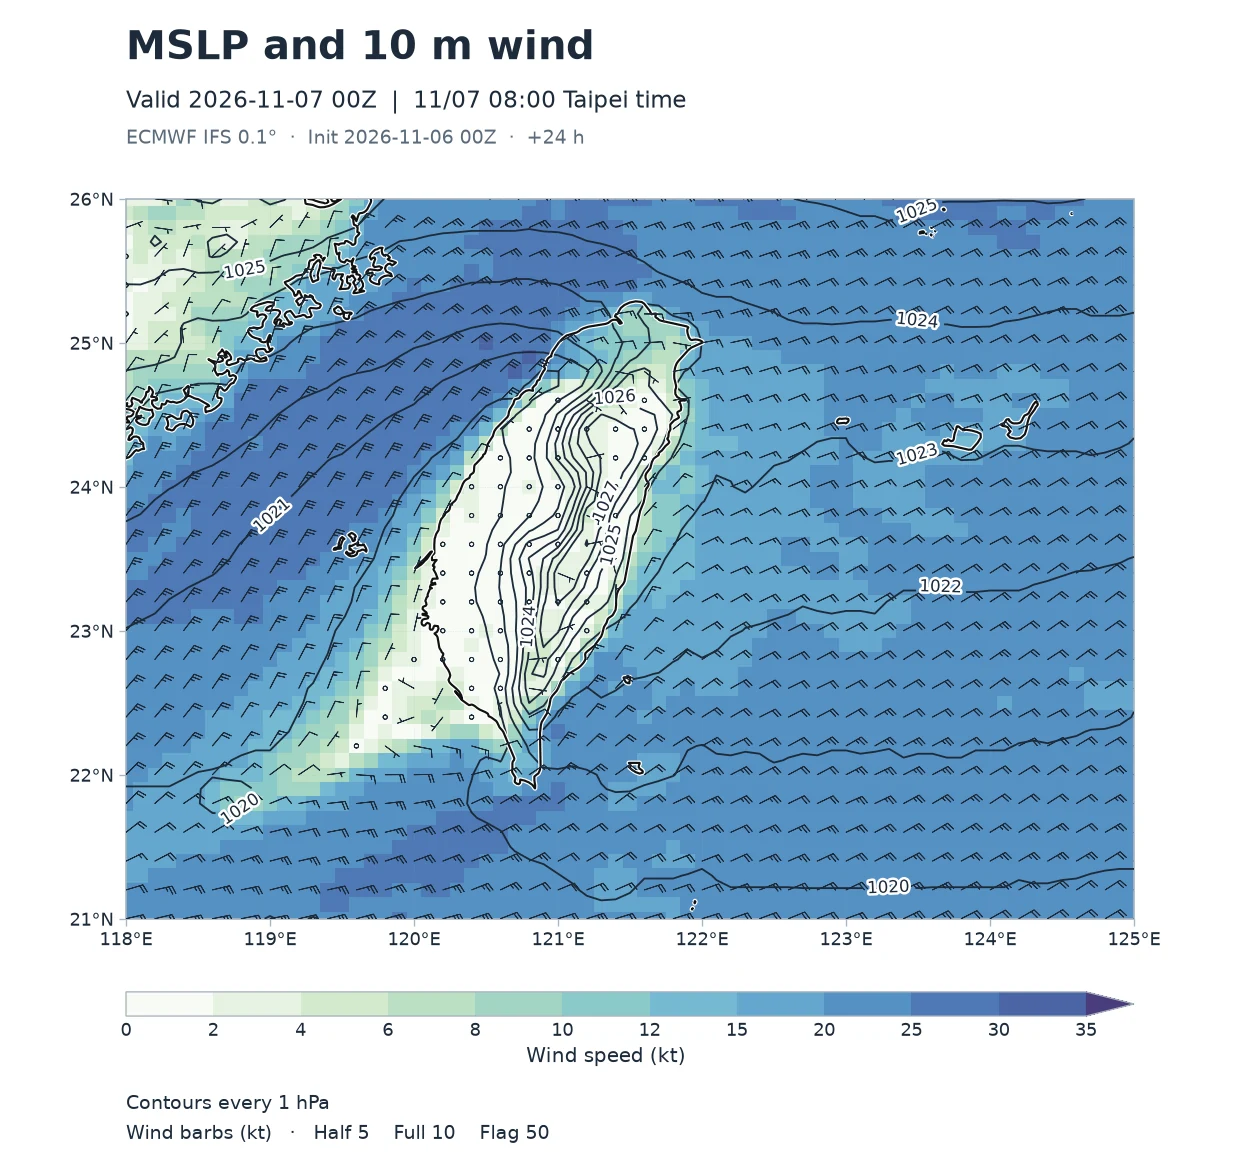 MSLP and 10 m wind
Valid 2026-11-07 00Z | 11/07 08:00 Taipei time
ECMWF IFS 0.1° · Init 2026-11-06 00Z · +24 h
26°N
25°N
24°N
23°N
22°N
21°N
1025
1025
1024
1026
1023
1027
1021
1025
1022
1024
1020
1020
118°E 119°E 120°E 121°E 122°E 123°E 124°E 125°E
0 2 4 6 8 10 12 15 20 25 30 35
Wind speed (kt)
Contours every 1 hPa
Wind barbs (kt) · Half 5 Full 10 Flag 50